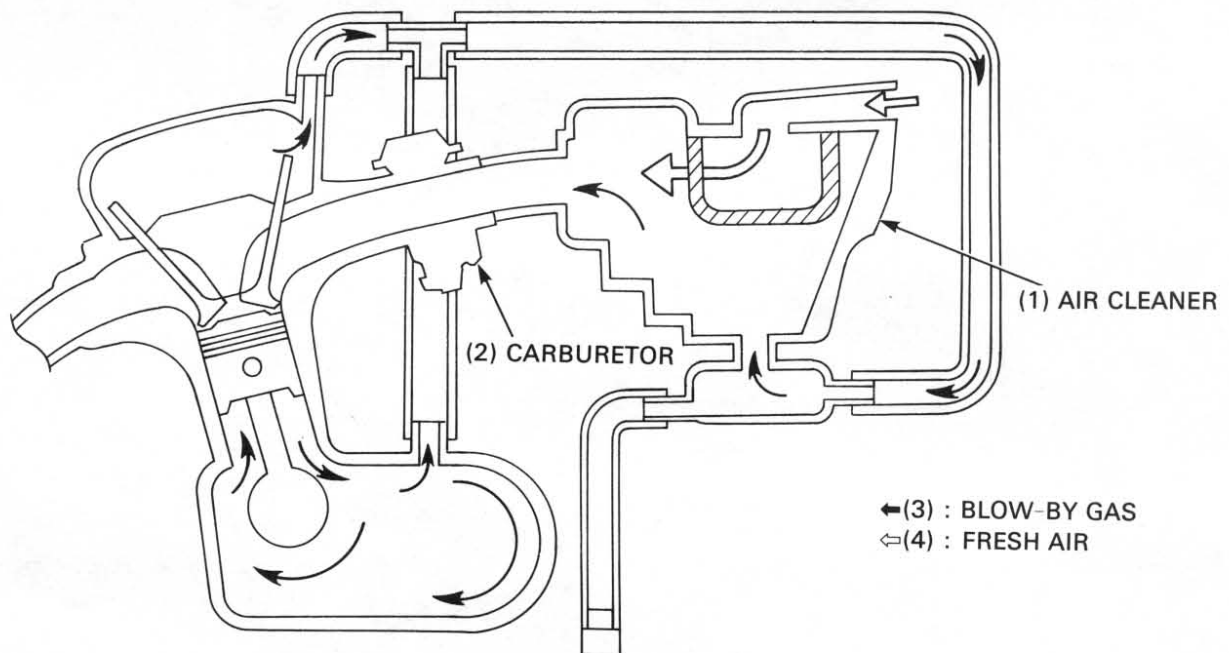 (1) AIR CLEANER
(2) CARBURETOR
(3) : BLOW-BY GAS
(4) : FRESH AIR